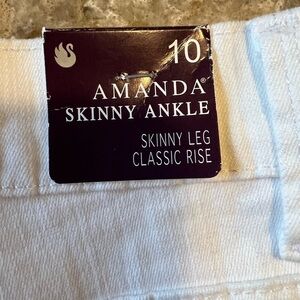 10
AMANDA®
SKINNY ANKLE
SKINNY LEG
CLASSIC RISE